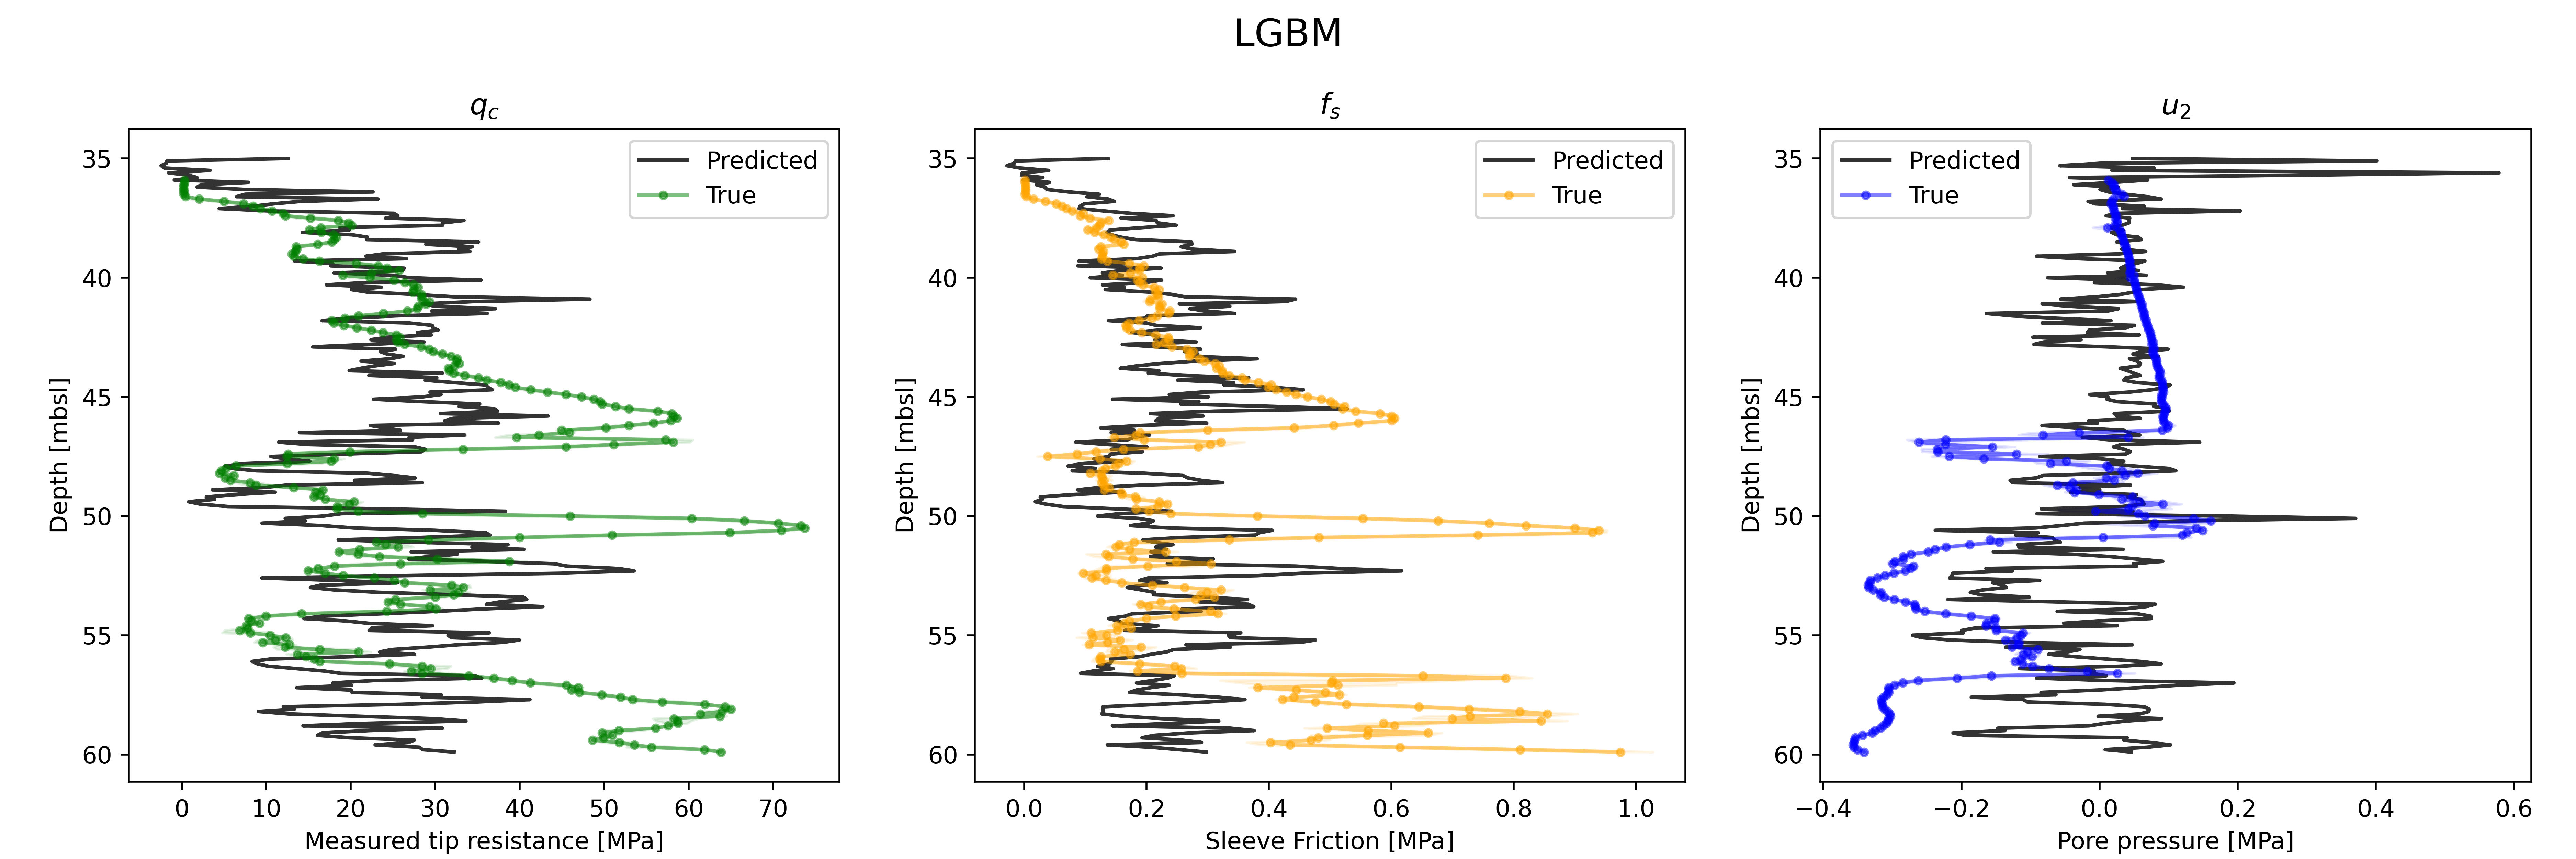 LGBM
q_c
Predicted
True
35
40
45
50
55
60
Depth [mbsl]
0 10 20 30 40 50 60 70
Measured tip resistance [MPa]
f_s
Predicted
True
35
40
45
50
55
60
Depth [mbsl]
0.0 0.2 0.4 0.6 0.8 1.0
Sleeve Friction [MPa]
u_2
Predicted
True
35
40
45
50
55
60
Depth [mbsl]
−0.4 −0.2 0.0 0.2 0.4 0.6
Pore pressure [MPa]